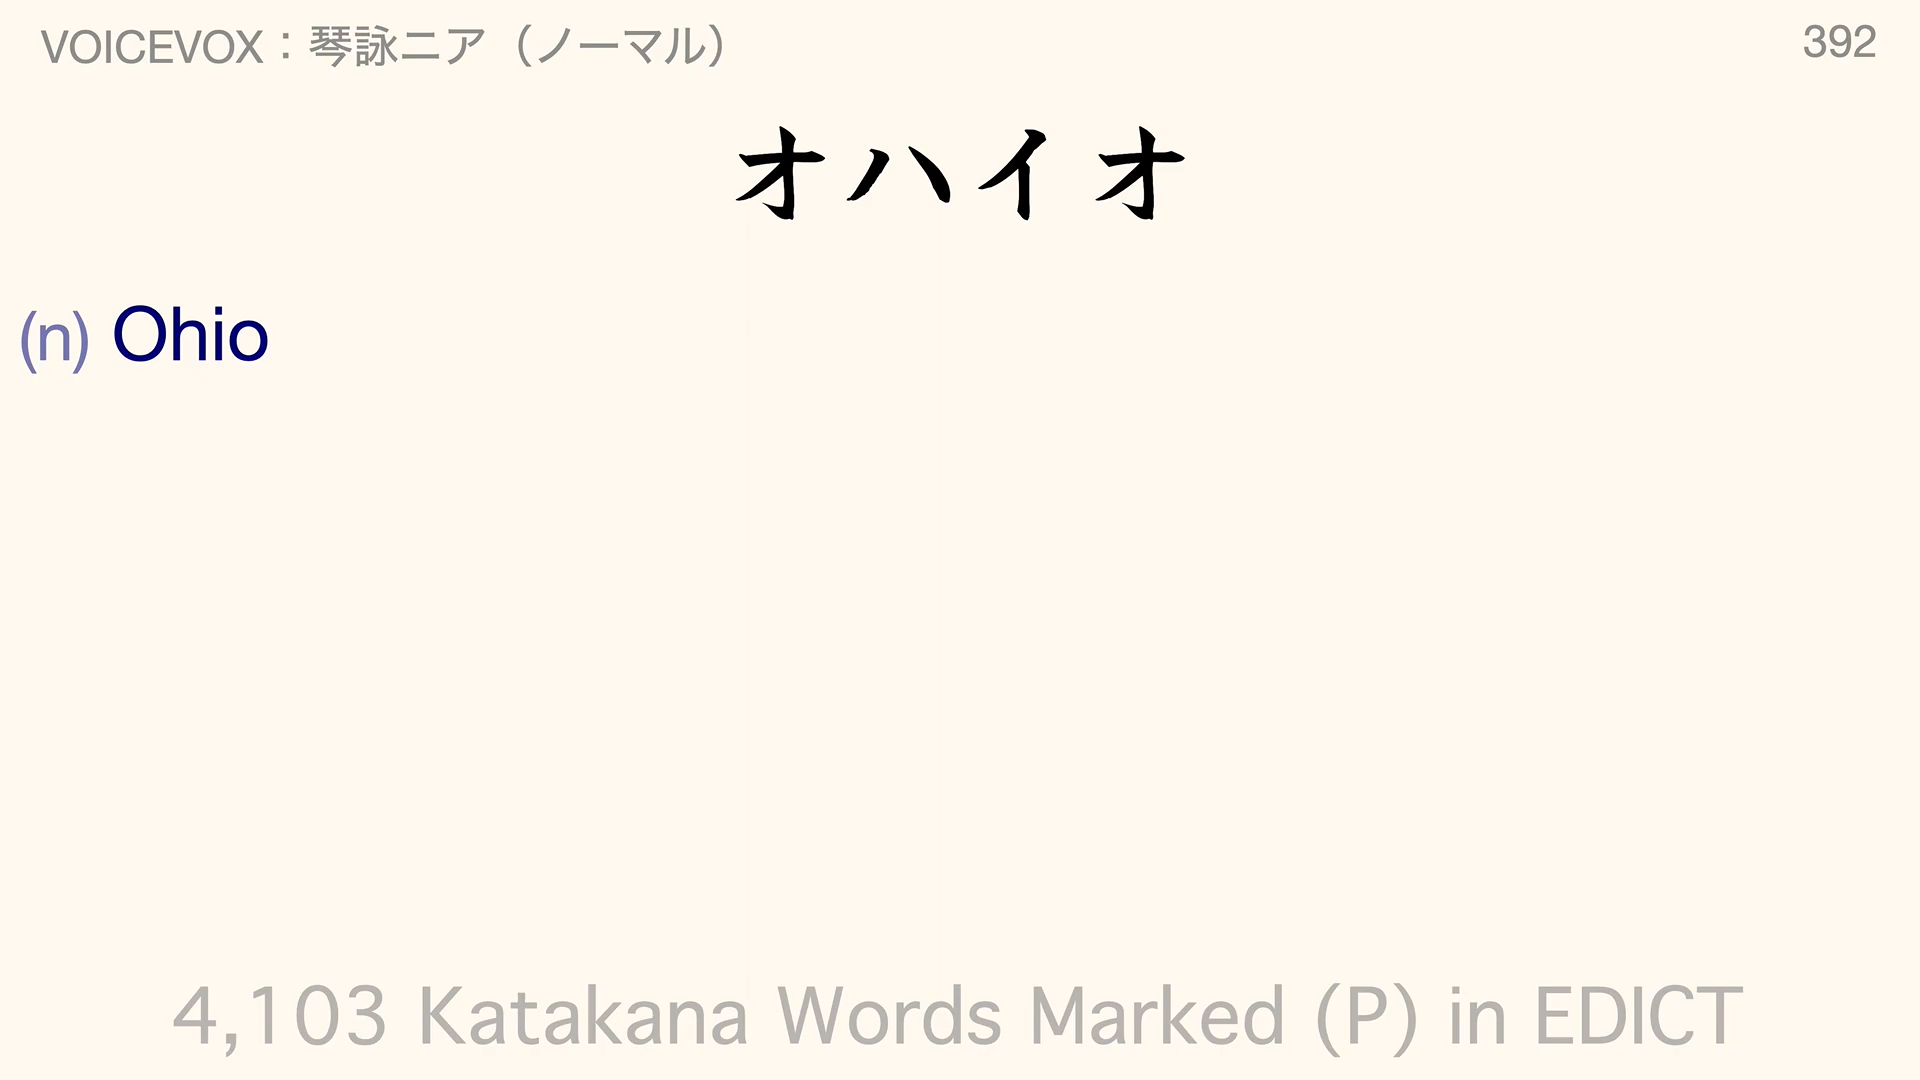 VOICEVOX：琴詠ニア（ノーマル）
392
オハイオ
(n) Ohio
4,103 Katakana Words Marked (P) in EDICT